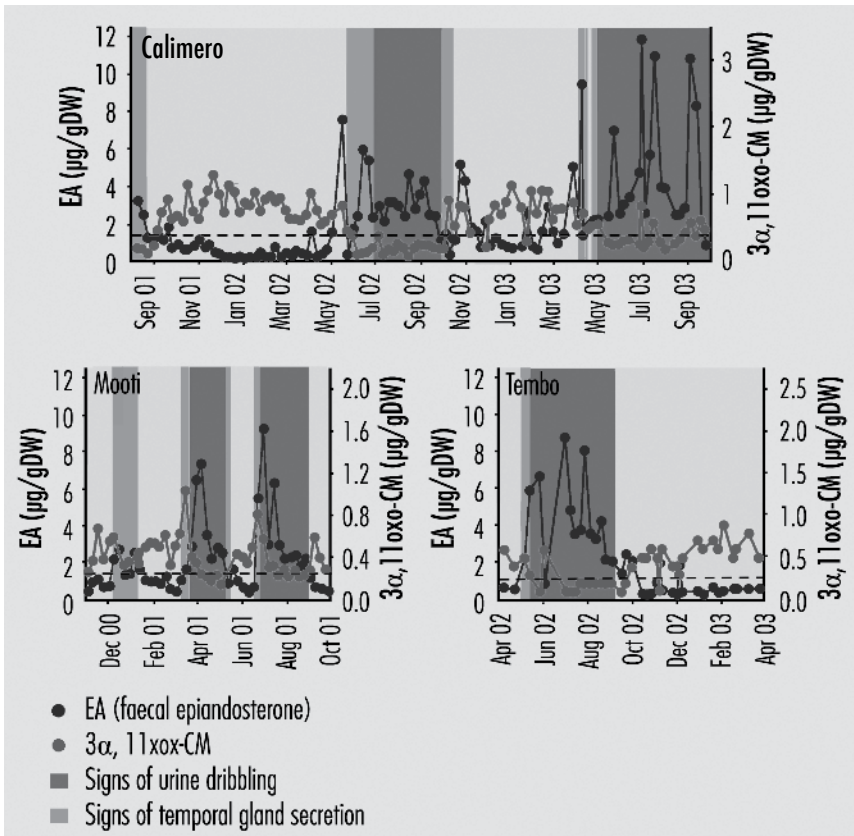 Calimero
12
10
8
6
4
2
0
EA (µg/gDW)
3
2
1
0
3α,11oxo-CM (µg/gDW)
Sep 01
Nov 01
Jan 02
Mar 02
May 02
Jul 02
Sep 02
Nov 02
Jan 03
Mar 03
May 03
Jul 03
Sep 03
Mooti
12
10
8
6
4
2
0
EA (µg/gDW)
2.0
1.6
1.2
0.8
0.4
0.0
3α,11oxo-CM (µg/gDW)
Dec 00
Feb 01
Apr 01
Jun 01
Aug 01
Oct 01
Tembo
12
10
8
6
4
2
0
EA (µg/gDW)
2.5
2.0
1.5
1.0
0.5
0.0
3α,11oxo-CM (µg/gDW)
Apr 02
Jun 02
Aug 02
Oct 02
Dec 02
Feb 03
Apr 03
EA (faecal epiandosterone)
3α, 11xox-CM
Signs of urine dribbling
Signs of temporal gland secretion